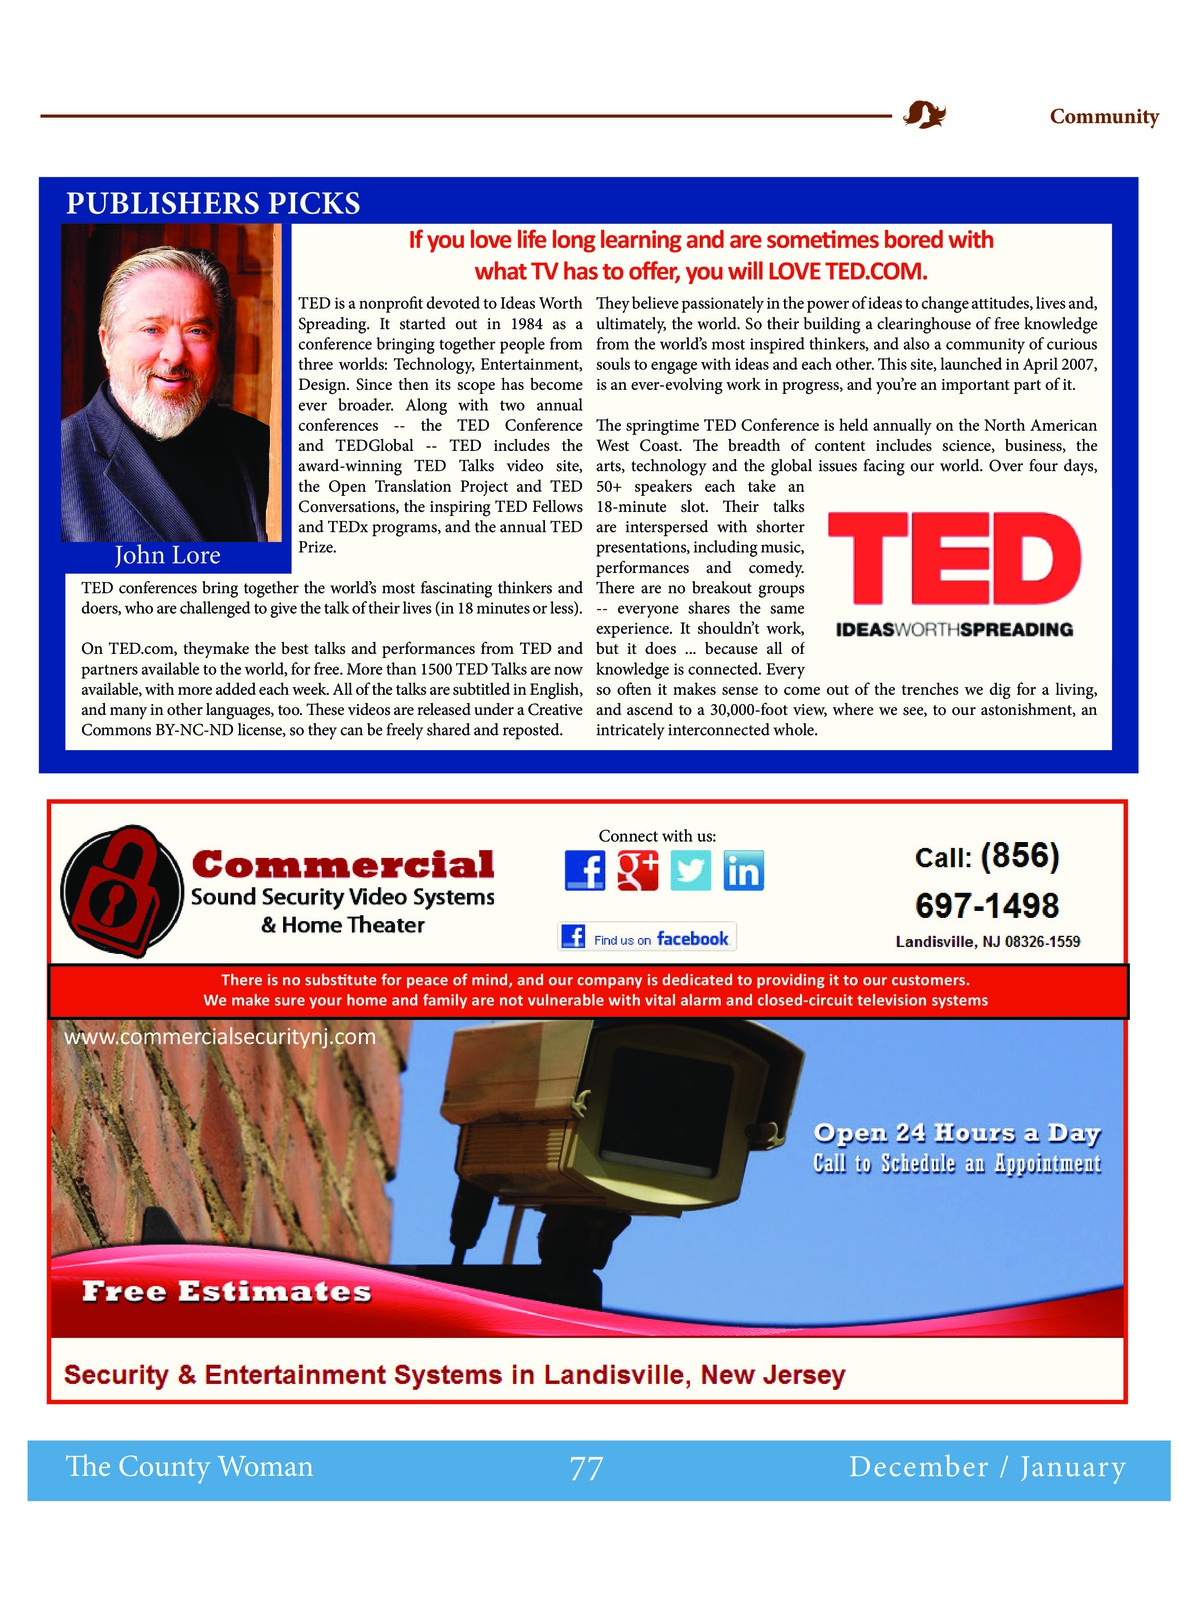 Community
PUBLISHERS PICKS
John Lore
If you love life long learning and are sometimes bored with
what TV has to offer, you will LOVE TED.COM.
TED is a nonprofit devoted to Ideas Worth
Spreading. It started out in 1984 as a
conference bringing together people from
three worlds: Technology, Entertainment,
Design. Since then its scope has become
ever broader. Along with two annual
conferences -- the TED Conference
and TEDGlobal -- TED includes the
award-winning TED Talks video site,
the Open Translation Project and TED
Conversations, the inspiring TED Fellows
and TEDx programs, and the annual TED
Prize.
TED conferences bring together the world's most fascinating thinkers and
doers, who are challenged to give the talk of their lives (in 18 minutes or less).
On TED.com, theymake the best talks and performances from TED and
partners available to the world, for free. More than 1500 TED Talks are now
available, with more added each week. All of the talks are subtitled in English,
and many in other languages, too. These videos are released under a Creative
Commons BY-NC-ND license, so they can be freely shared and reposted.
They believe passionately in the power of ideas to change attitudes, lives and,
ultimately, the world. So their building a clearinghouse of free knowledge
from the world's most inspired thinkers, and also a community of curious
souls to engage with ideas and each other. This site, launched in April 2007,
is an ever-evolving work in progress, and you're an important part of it.
The springtime TED Conference is held annually on the North American
West Coast. The breadth of content includes science, business, the
arts, technology and the global issues facing our world. Over four days,
50+ speakers each take an
18-minute slot. Their talks
are interspersed with shorter
presentations, including music,
performances and comedy.
There are no breakout groups
-- everyone shares the same
experience. It shouldn't work,
but it does ... because all of
knowledge is connected. Every
so often it makes sense to come out of the trenches we dig for a living,
and ascend to a 30,000-foot view, where we see, to our astonishment, an
intricately interconnected whole.
TED
IDEASWORTHSPREADING
Commercial
Sound Security Video Systems
& Home Theater
Connect with us:
f g+ in
f Find us on facebook
Call: (856)
697-1498
Landisville, NJ 08326-1559
There is no substitute for peace of mind, and our company is dedicated to providing it to our customers.
We make sure your home and family are not vulnerable with vital alarm and closed-circuit television systems
www.commercialsecuritynj.com
Open 24 Hours a Day
Call to Schedule an Appointment
Free Estimates
Security & Entertainment Systems in Landisville, New Jersey
The County Woman 77 December / January